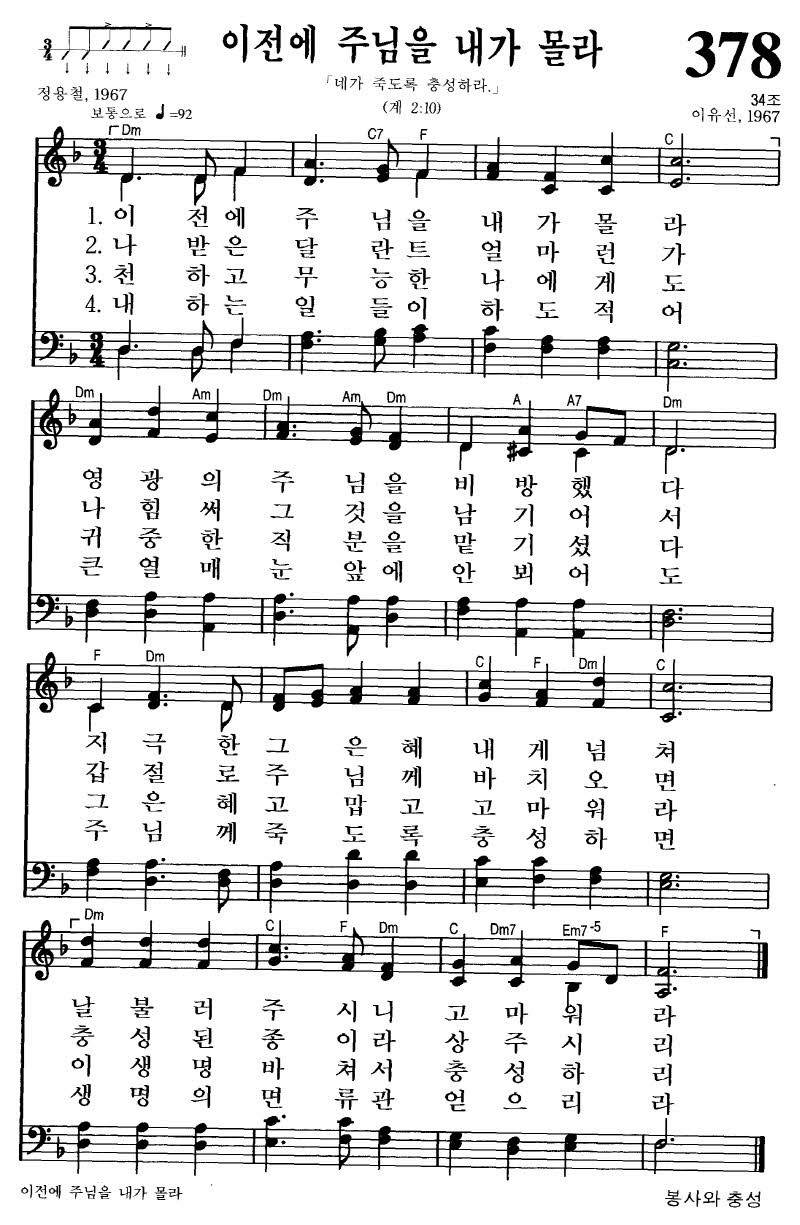 이전에 주님을 내가 몰라
378
「네가 죽도록 충성하라.」
(계 2:10)
정용철, 1967
보통으로 ♩=92
34조
이유선, 1967
3/4
Dm C7 F C
1. 이 전에 주 님을 내 가 몰 라
2. 나 받은 달 란트 얼 마 런 가
3. 천 하고 무 능한 나 에 게 도
4. 내 하는 일 들이 하 도 적 어
Dm Am Dm Am Dm A A7 Dm
영 광 의 주 님을 비 방 했 다
나 힘 써 그 것을 남 기 어 서
귀 중 한 직 분을 맡 기 셨 다
큰 열 매 눈 앞에 안 뵈 어 도
F Dm C F Dm C
지 극 한 그 은 혜 내 게 넘 쳐
갑 절 로 주 님 께 바 치 오 면
그 은 혜 고 맙 고 고 마 워 라
주 님 께 죽 도 록 충 성 하 면
Dm C F Dm C Dm7 Em7-5 F
날 불 러 주 시니 고 마 워 라
충 성 된 종 이라 상 주 시 리
이 생 명 바 쳐서 충 성 하 리
생 명 의 면 류관 얻 으 리 라
이전에 주님을 내가 몰라
봉사와 충성